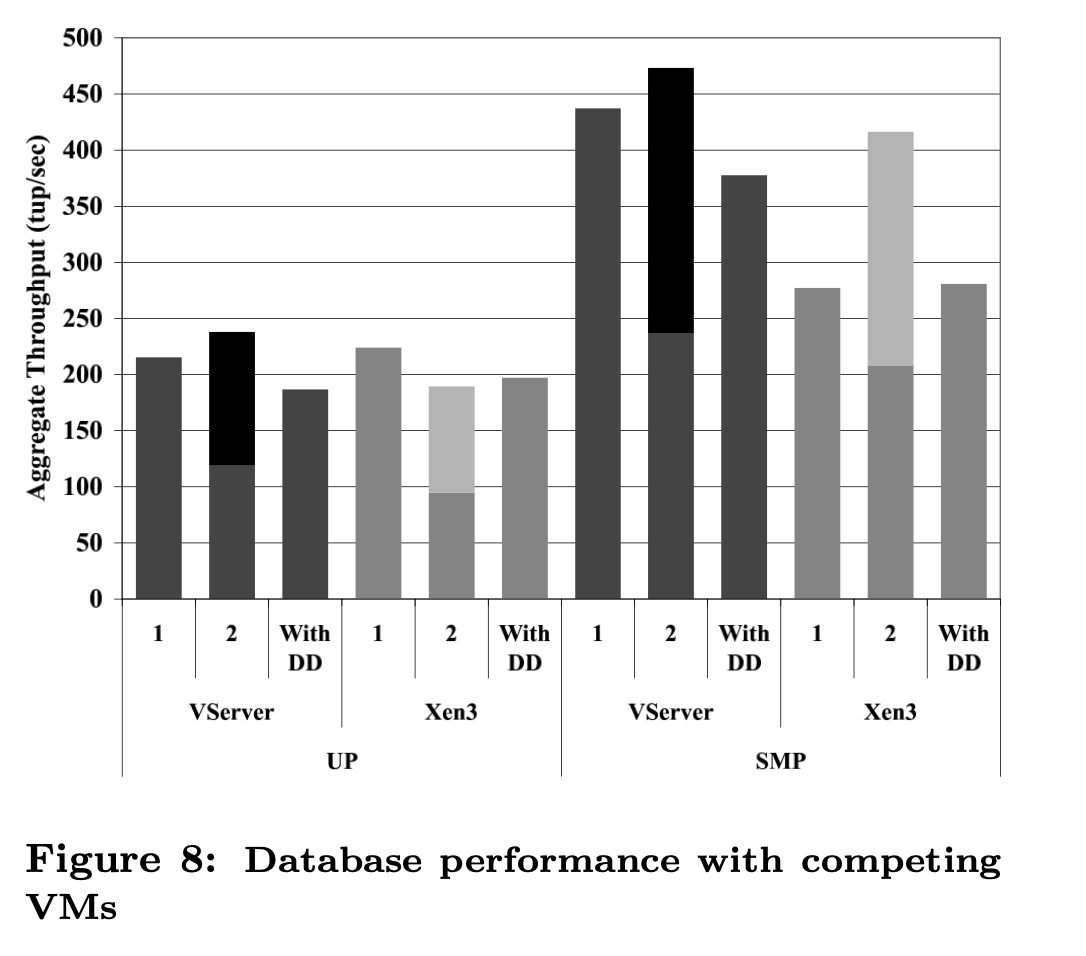 500
450
400
350
300
250
200
150
100
50
0
Aggregate Throughput (tup/sec)
1 2 With DD 1 2 With DD 1 2 With DD 1 2 With DD
VServer Xen3 VServer Xen3
UP SMP
Figure 8: Database performance with competing
VMs